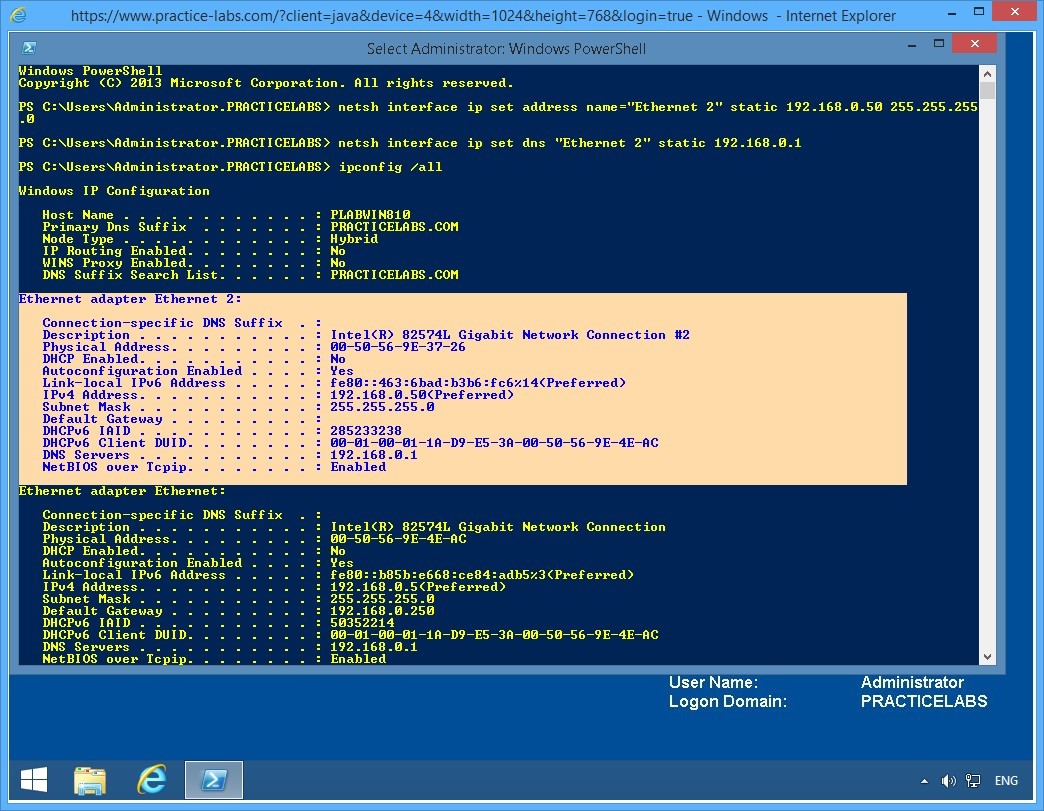 https://www.practice-labs.com/?client=java&device=4&width=1024&height=768&login=true - Windows - Internet Explorer
Select Administrator: Windows PowerShell
Windows PowerShell
Copyright (C) 2013 Microsoft Corporation. All rights reserved.
PS C:\Users\Administrator.PRACTICELABS> netsh interface ip set address name="Ethernet 2" static 192.168.0.50 255.255.255
.0
PS C:\Users\Administrator.PRACTICELABS> netsh interface ip set dns "Ethernet 2" static 192.168.0.1
PS C:\Users\Administrator.PRACTICELABS> ipconfig /all
Windows IP Configuration
Host Name . . . . . . . . . . . . : PLABWIN810
Primary Dns Suffix  . . . . . . . : PRACTICELABS.COM
Node Type . . . . . . . . . . . . : Hybrid
IP Routing Enabled. . . . . . . . : No
WINS Proxy Enabled. . . . . . . . : No
DNS Suffix Search List. . . . . . : PRACTICELABS.COM
Ethernet adapter Ethernet 2:
Connection-specific DNS Suffix  . :
Description . . . . . . . . . . . : Intel(R) 82574L Gigabit Network Connection #2
Physical Address. . . . . . . . . : 00-50-56-9E-37-26
DHCP Enabled. . . . . . . . . . . : No
Autoconfiguration Enabled . . . . : Yes
Link-local IPv6 Address . . . . . : fe80::463:6bad:b3b6:fc6%14(Preferred)
IPv4 Address. . . . . . . . . . . : 192.168.0.50(Preferred)
Subnet Mask . . . . . . . . . . . : 255.255.255.0
Default Gateway . . . . . . . . . :
DHCPv6 IAID . . . . . . . . . . . : 285233238
DHCPv6 Client DUID. . . . . . . . : 00-01-00-01-1A-D9-E5-3A-00-50-56-9E-4E-AC
DNS Servers . . . . . . . . . . . : 192.168.0.1
NetBIOS over Tcpip. . . . . . . . : Enabled
Ethernet adapter Ethernet:
Connection-specific DNS Suffix  . :
Description . . . . . . . . . . . : Intel(R) 82574L Gigabit Network Connection
Physical Address. . . . . . . . . : 00-50-56-9E-4E-AC
DHCP Enabled. . . . . . . . . . . : No
Autoconfiguration Enabled . . . . : Yes
Link-local IPv6 Address . . . . . : fe80::b85b:e668:ce84:adb5%3(Preferred)
IPv4 Address. . . . . . . . . . . : 192.168.0.5(Preferred)
Subnet Mask . . . . . . . . . . . : 255.255.255.0
Default Gateway . . . . . . . . . : 192.168.0.250
DHCPv6 IAID . . . . . . . . . . . : 50352214
DHCPv6 Client DUID. . . . . . . . : 00-01-00-01-1A-D9-E5-3A-00-50-56-9E-4E-AC
DNS Servers . . . . . . . . . . . : 192.168.0.1
NetBIOS over Tcpip. . . . . . . . : Enabled
User Name: Administrator
Logon Domain: PRACTICELABS
ENG